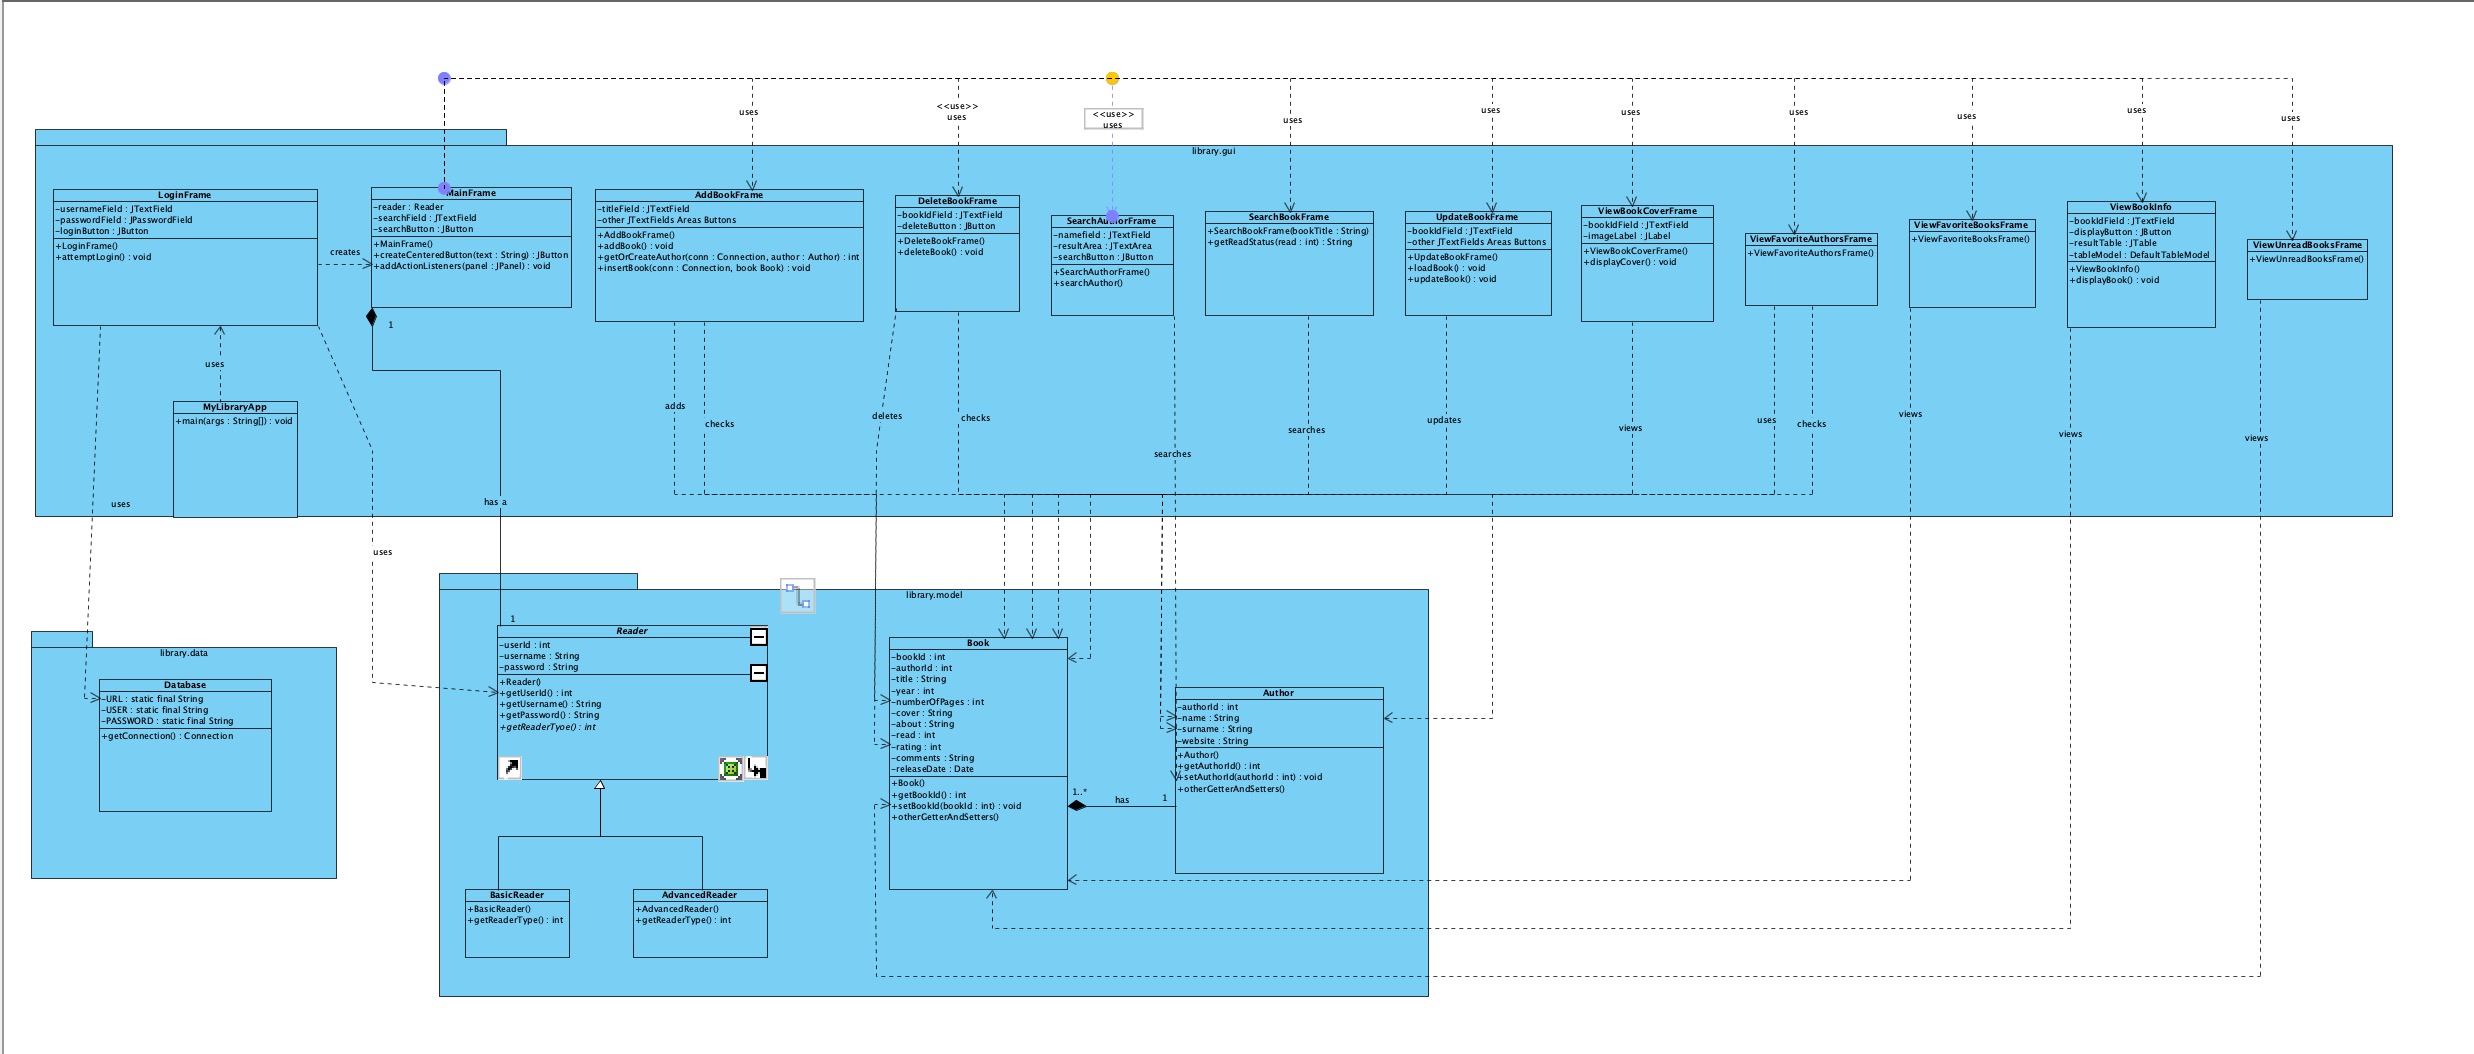 uses
<<use>>
uses
<<use>>
uses
uses
uses
uses
uses
uses
uses
uses
library.gui
LoginFrame
-usernameField : JTextField
-passwordField : JPasswordField
-loginButton : JButton
+LoginFrame()
+attemptLogin() : void
creates
MainFrame
-reader : Reader
-searchField : JTextField
-searchButton : JButton
+MainFrame()
+createCenteredButton(text : String) : JButton
+addActionListeners(panel : JPanel) : void
AddBookFrame
-titleField : JTextField
-other JTextFields Areas Buttons
+AddBookFrame()
+addBook() : void
+getOrCreateAuthor(conn : Connection, author : Author) : int
+insertBook(conn : Connection, book Book) : void
DeleteBookFrame
-bookIdField : JTextField
-deleteButton : JButton
+DeleteBookFrame()
+deleteBook() : void
SearchAuthorFrame
-namefield : JTextField
-resultArea : JTextArea
-searchButton : JButton
+SearchAuthorFrame()
+searchAuthor()
SearchBookFrame
+SearchBookFrame(bookTitle : String)
+getReadStatus(read : int) : String
UpdateBookFrame
-bookIdField : JTextField
-other JTextFields Areas Buttons
+UpdateBookFrame()
+loadBook() : void
+updateBook() : void
ViewBookCoverFrame
-bookIdField : JTextField
-imageLabel : JLabel
+ViewBookCoverFrame()
+displayCover() : void
ViewFavoriteAuthorsFrame
+ViewFavoriteAuthorsFrame()
ViewFavoriteBooksFrame
+ViewFavoriteBooksFrame()
ViewBookInfo
-bookIdField : JTextField
-displayButton : JButton
-resultTable : JTable
-tableModel : DefaultTableModel
+ViewBookInfo()
+displayBook() : void
ViewUnreadBooksFrame
+ViewUnreadBooksFrame()
1
uses
MyLibraryApp
+main(args : String[]) : void
adds
checks
deletes
checks
searches
searches
updates
views
uses
checks
views
views
views
uses
has a
uses
library.data
Database
-URL : static final String
-USER : static final String
-PASSWORD : static final String
+getConnection() : Connection
library.model
1
Reader
-userId : int
-username : String
-password : String
+Reader()
+getUserId() : int
+getUsername() : String
+getPassword() : String
+getReaderTyoe() : int
BasicReader
+BasicReader()
+getReaderType() : int
AdvancedReader
+AdvancedReader()
+getReaderType() : int
Book
-bookId : int
-authorId : int
-title : String
-year : int
-numberOfPages : int
-cover : String
-about : String
-read : int
-rating : int
-comments : String
-releaseDate : Date
+Book()
+getBookId() : int
+setBookId(bookId : int) : void
+otherGetterAndSetters()
1..*
has
1
Author
-authorId : int
-name : String
-surname : String
-website : String
+Author()
+getAuthorId() : int
+setAuthorId(authorId : int) : void
+otherGetterAndSetters()